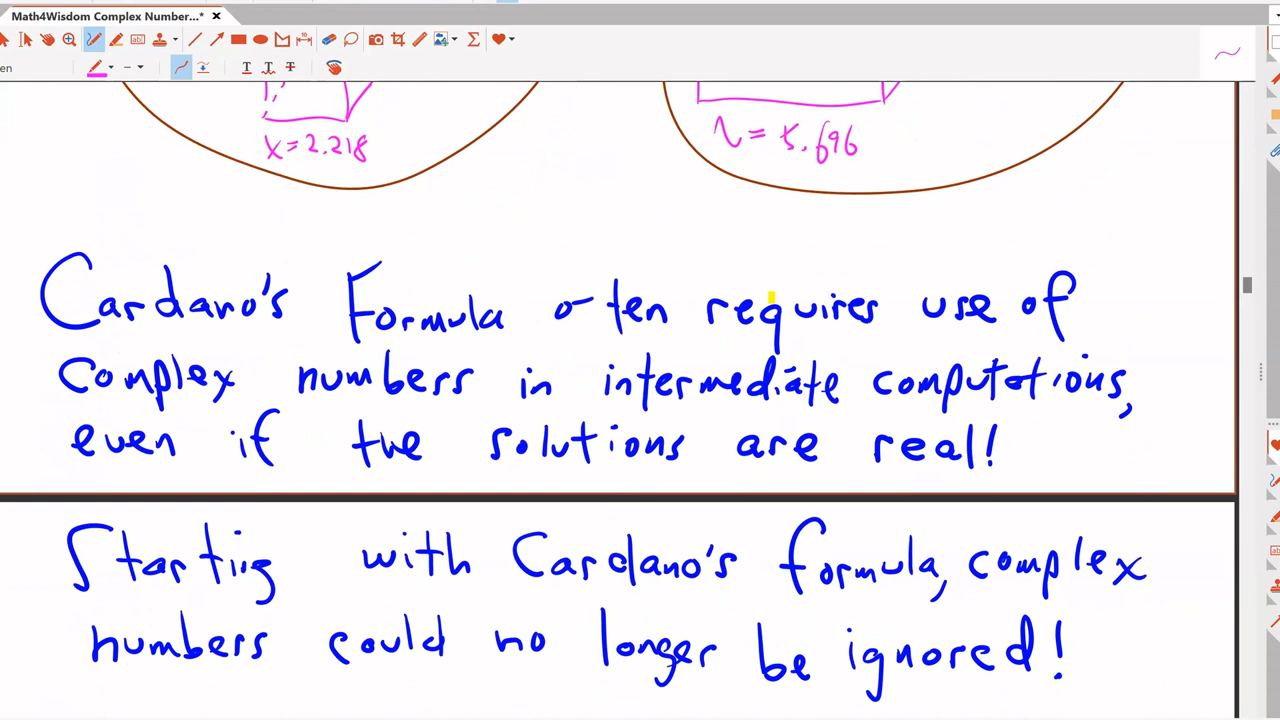 Math4Wisdom Complex Number...*
en
x = 2.218
r = 5.696
Cardano's Formula often requires use of
complex numbers in intermediate computations,
even if the solutions are real!
Starting with Cardano's formula, complex
numbers could no longer be ignored!